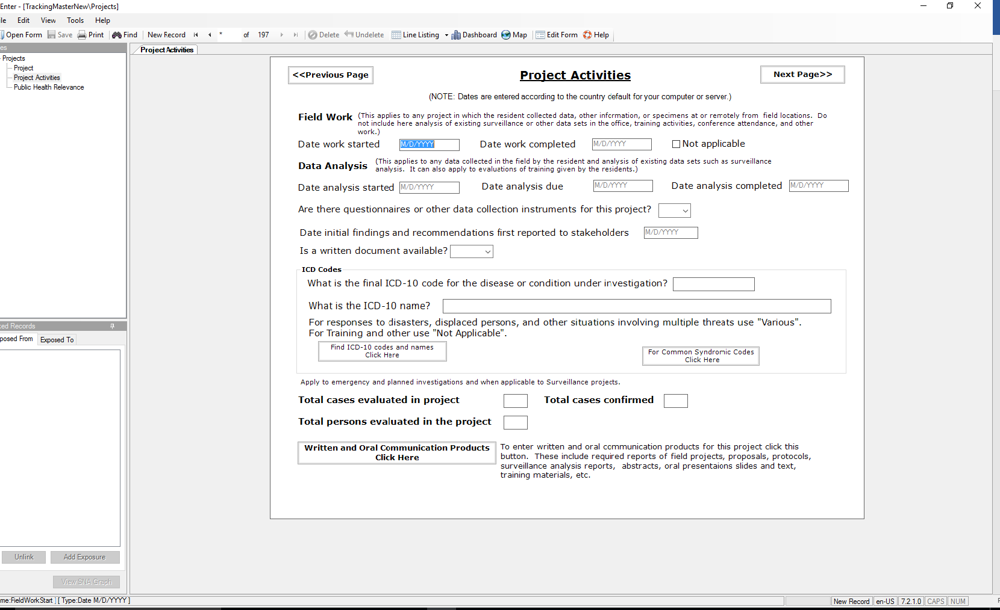 Enter - [TrackingMasterNew\Projects]
le Edit View Tools Help
Open Form Save Print Find New Record * of 197 Delete Undelete Line Listing Dashboard Map Edit Form Help
es
Project Activities
Projects
Project
Project Activities
Public Health Relevance
<<Previous Page
Project Activities
Next Page>>
(NOTE: Dates are entered according to the country default for your computer or server.)
Field Work (This applies to any project in which the resident collected data, other information, or specimens at or remotely from field locations. Do
not include here analysis of existing surveillance or other data sets in the office, training activities, conference attendance, and other
work.)
Date work started M/D/YYYY Date work completed M/D/YYYY Not applicable
Data Analysis (This applies to any data collected in the field by the resident and analysis of existing data sets such as surveillance
analysis. It can also apply to evaluations of training given by the residents.)
Date analysis started M/D/YYYY Date analysis due M/D/YYYY Date analysis completed M/D/YYYY
Are there questionnaires or other data collection instruments for this project?
Date initial findings and recommendations first reported to stakeholders M/D/YYYY
Is a written document available?
ICD Codes
What is the final ICD-10 code for the disease or condition under investigation?
What is the ICD-10 name?
For responses to disasters, displaced persons, and other situations involving multiple threats use "Various".
For Training and other use "Not Applicable".
Find ICD-10 codes and names
Click Here
For Common Syndromic Codes
Click Here
Apply to emergency and planned investigations and when applicable to Surveillance projects.
Total cases evaluated in project Total cases confirmed
Total persons evaluated in the project
Written and Oral Communication Products
Click Here
To enter written and oral communication products for this project click this
button. These include required reports of field projects, proposals, protocols,
surveillance analysis reports, abstracts, oral presentaions slides and text,
training materials, etc.
ted Records
posed From Exposed To
Unlink Add Exposure
View SNA Graph
me:FieldWorkStart ] [ Type:Date M/D/YYYY ]
New Record en-US 7.2.1.0 CAPS NUM